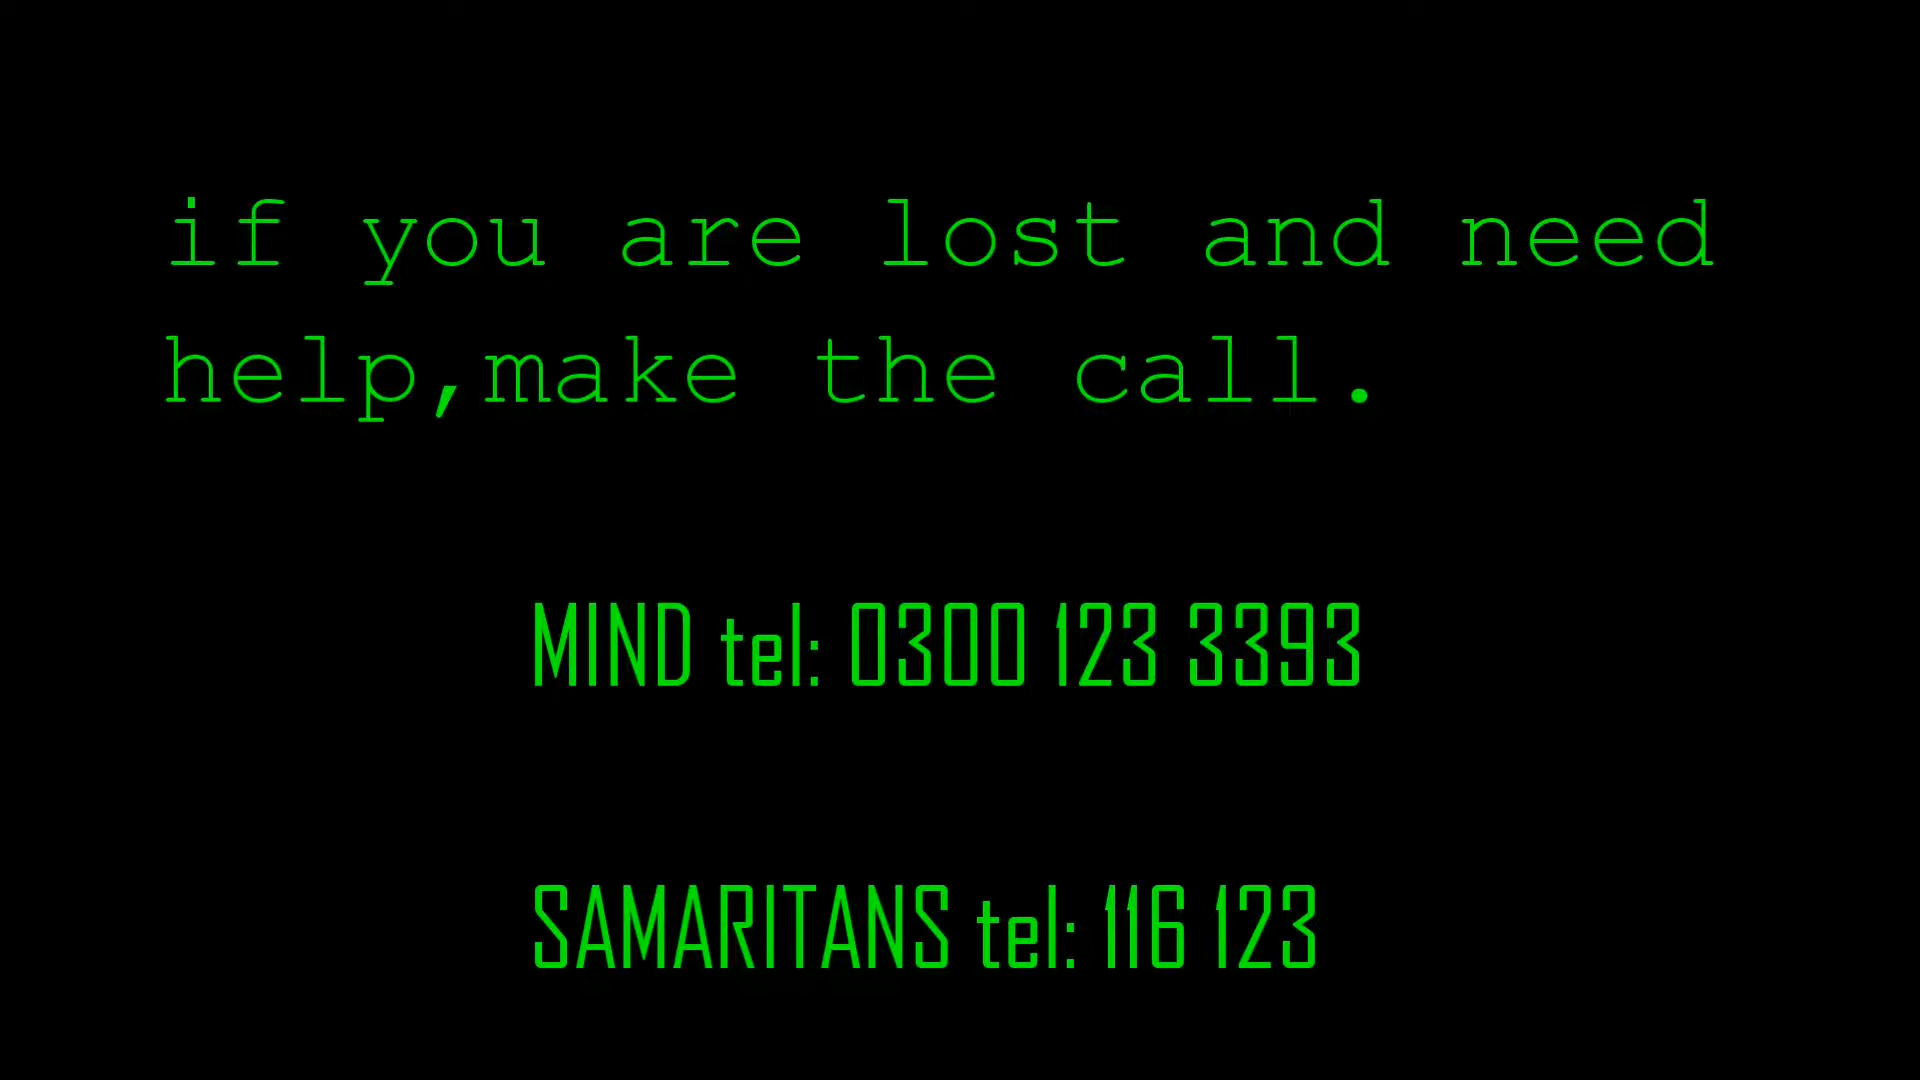 if you are lost and need
help,make the call.
MIND tel: 0300 123 3393
SAMARITANS tel: 116 123